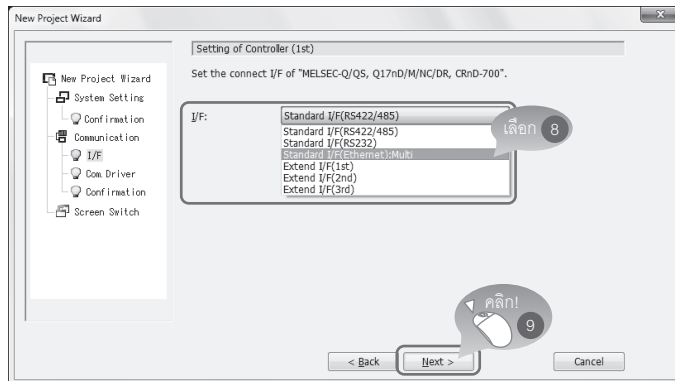 New Project Wizard
x
Setting of Controller (1st)
Set the connect I/F of "MELSEC-Q/QS, Q17nD/M/NC/DR, CRnD-700".
New Project Wizard
System Setting
Confirmation
Communication
I/F
Com. Driver
Confirmation
Screen Switch
I/F:
Standard I/F(RS422/485)
Standard I/F(RS422/485)
Standard I/F(RS232)
Standard I/F(Ethernet):Multi
Extend I/F(1st)
Extend I/F(2nd)
Extend I/F(3rd)
เลือก 8
คลิก!
9
< Back
Next >
Cancel